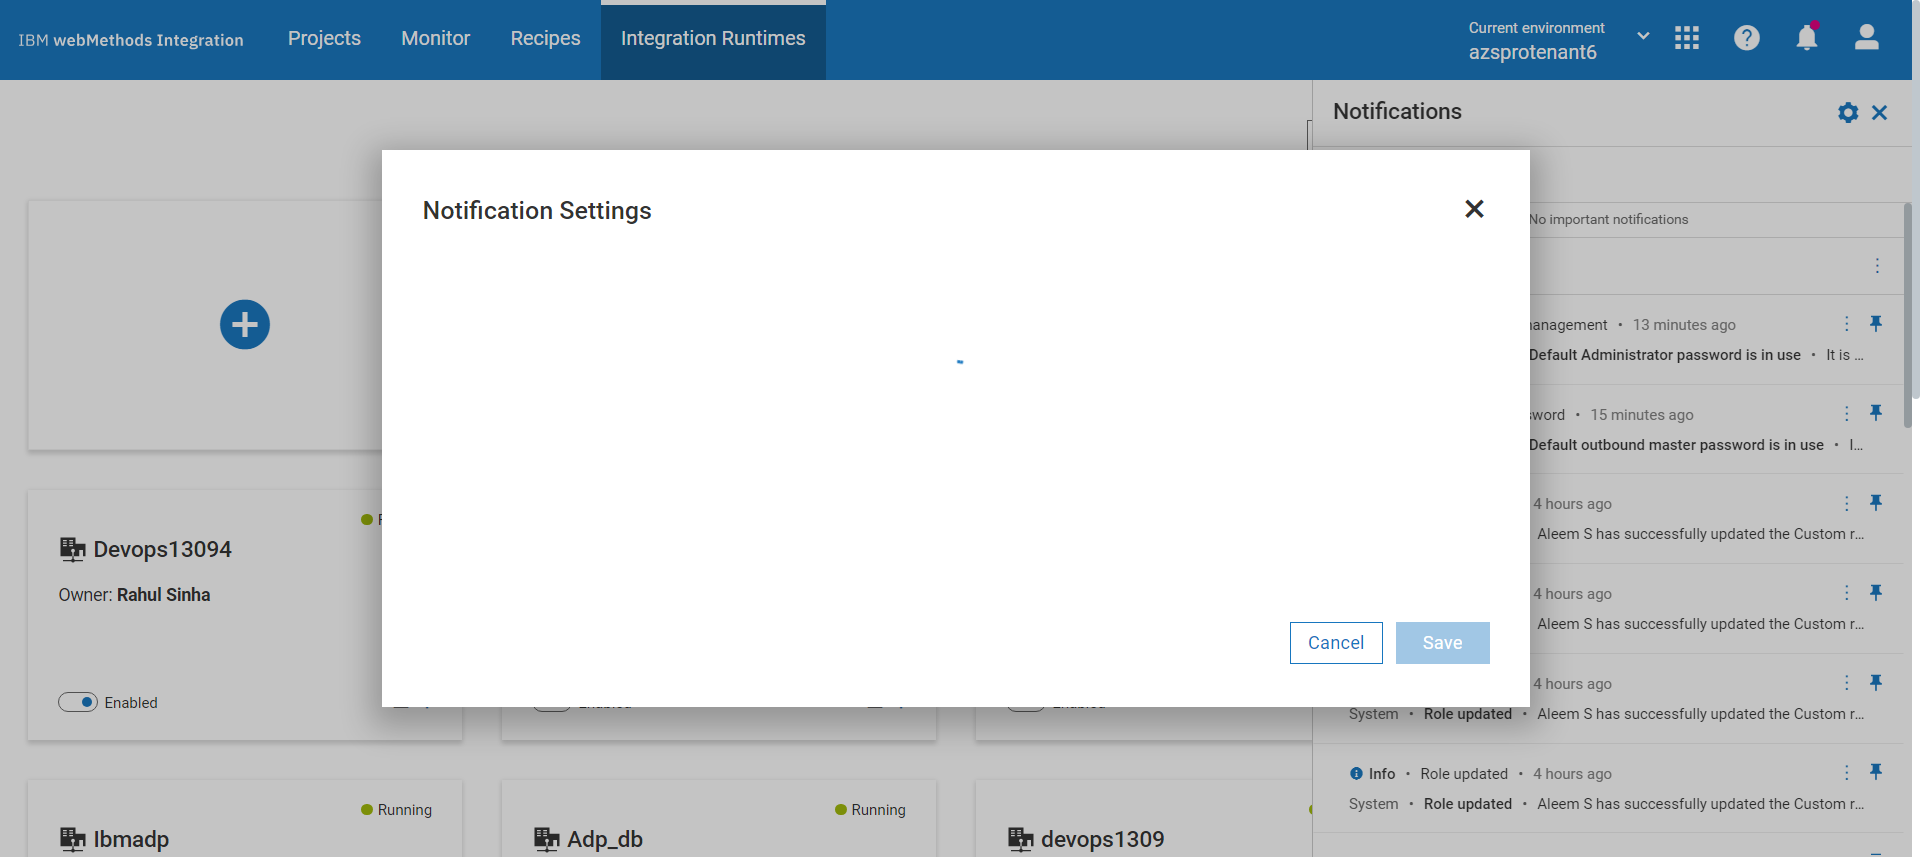 IBM webMethods Integration
Projects
Monitor
Recipes
Integration Runtimes
Current environment
azsprotenant6
Notifications
Notification Settings
No important notifications
13 minutes ago
Default Administrator password is in use • It is ...
15 minutes ago
Default outbound master password is in use • I...
4 hours ago
Aleem S has successfully updated the Custom r...
4 hours ago
Aleem S has successfully updated the Custom r...
4 hours ago
System • Role updated • Aleem S has successfully updated the Custom r...
Info • Role updated • 4 hours ago
System • Role updated • Aleem S has successfully updated the Custom r...
Cancel
Save
Devops13094
Owner: Rahul Sinha
Enabled
Running
Ibmadp
Running
Adp_db
devops1309